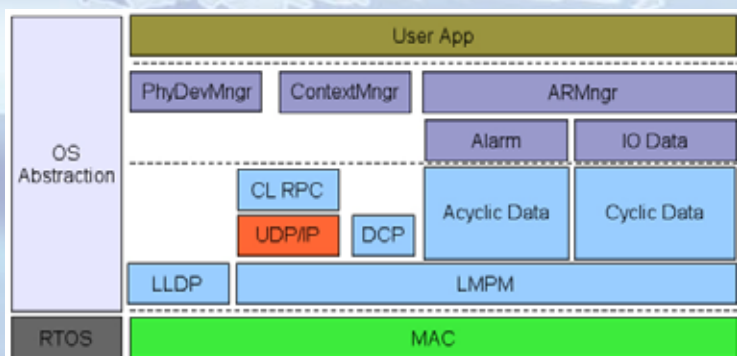 User App
PhyDevMngr
ContextMngr
ARMngr
OS
Abstraction
Alarm
IO Data
CL RPC
UDP/IP
DCP
Acyclic Data
Cyclic Data
LLDP
LMPM
RTOS
MAC